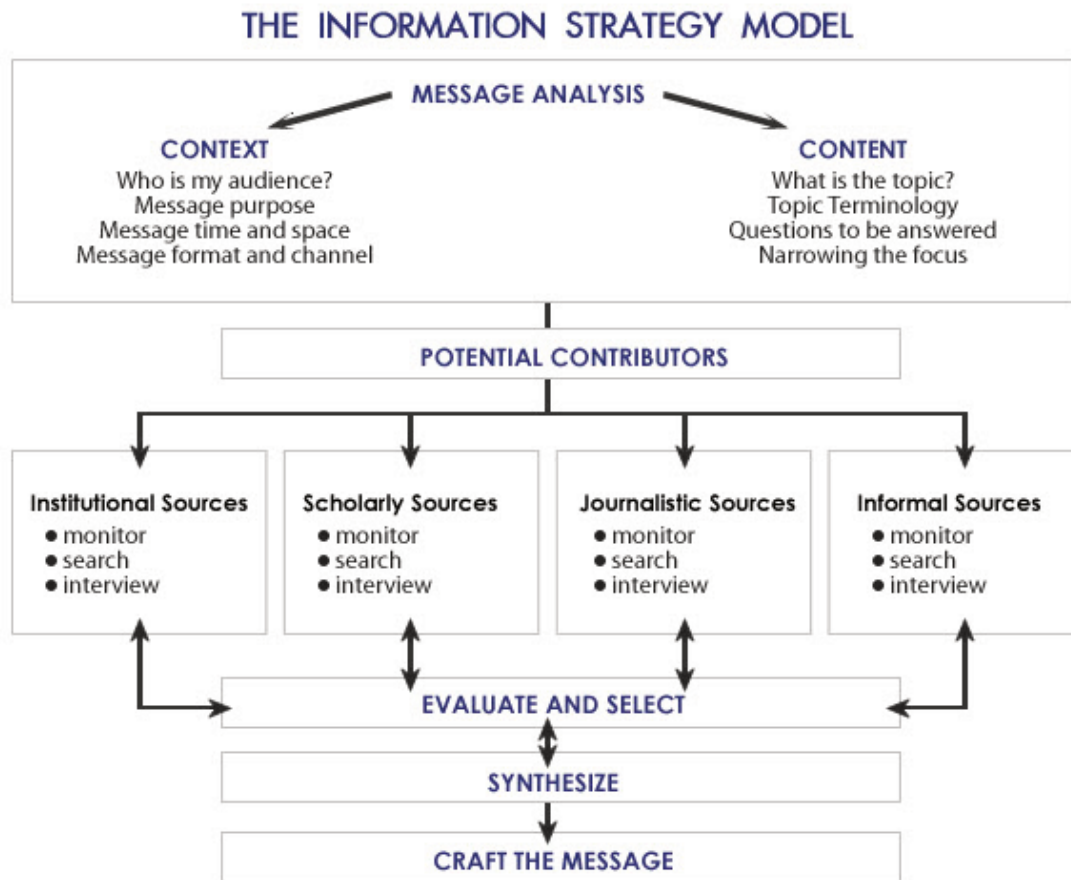 THE INFORMATION STRATEGY MODEL
MESSAGE ANALYSIS
CONTEXT
Who is my audience?
Message purpose
Message time and space
Message format and channel
CONTENT
What is the topic?
Topic Terminology
Questions to be answered
Narrowing the focus
POTENTIAL CONTRIBUTORS
Institutional Sources
● monitor
● search
● interview
Scholarly Sources
● monitor
● search
● interview
Journalistic Sources
● monitor
● search
● interview
Informal Sources
● monitor
● search
● interview
EVALUATE AND SELECT
SYNTHESIZE
CRAFT THE MESSAGE